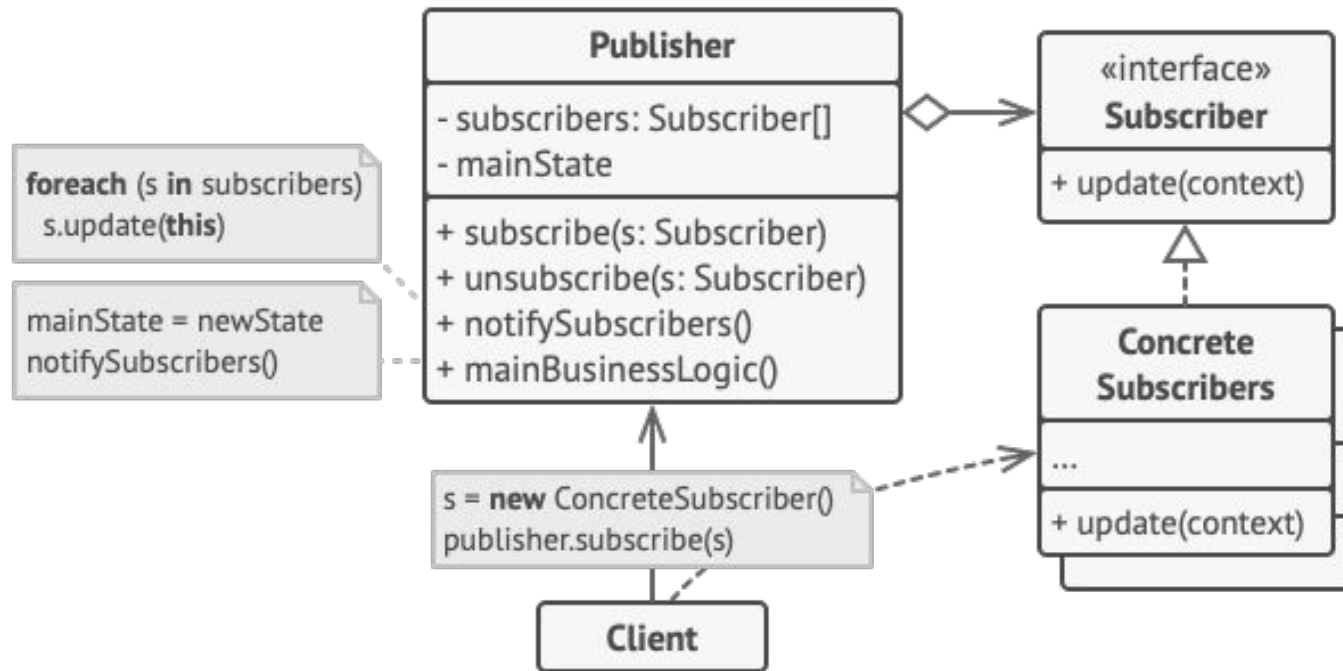 Publisher
- subscribers: Subscriber[]
- mainState
+ subscribe(s: Subscriber)
+ unsubscribe(s: Subscriber)
+ notifySubscribers()
+ mainBusinessLogic()
«interface»
Subscriber
+ update(context)
foreach (s in subscribers)
s.update(this)
mainState = newState
notifySubscribers()
Concrete
Subscribers
...
+ update(context)
s = new ConcreteSubscriber()
publisher.subscribe(s)
Client